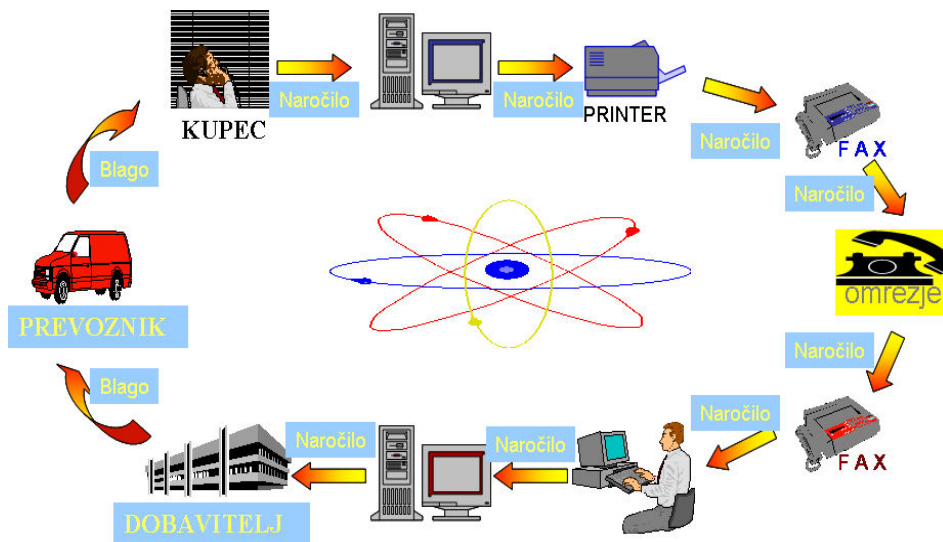 KUPEC
Naročilo
Naročilo
PRINTER
Naročilo
FAX
Naročilo
omrezje
Naročilo
FAX
Naročilo
Naročilo
Naročilo
DOBAVITELJ
Blago
PREVOZNIK
Blago